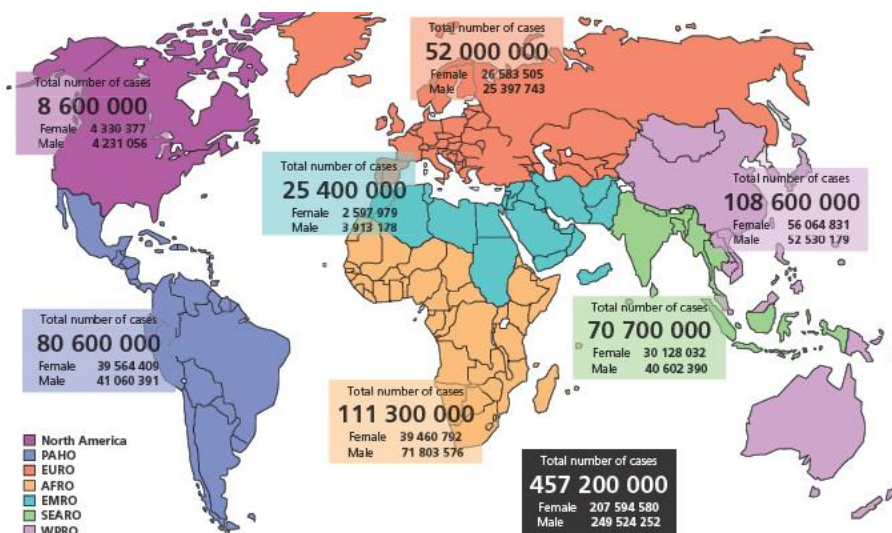 Total number of cases
52 000 000
Female 26 583 505
Male 25 397 743
Total number of cases
8 600 000
Female 4 330 377
Male 4 231 056
Total number of cases
25 400 000
Female 2 597 979
Male 3 913 178
Total number of cases
108 600 000
Female 56 064 831
Male 52 530 179
Total number of cases
80 600 000
Female 39 564 409
Male 41 060 391
Total number of cases
70 700 000
Female 30 128 032
Male 40 602 390
Total number of cases
111 300 000
Female 39 460 792
Male 71 803 576
Total number of cases
457 200 000
Female 207 594 580
Male 249 524 252
North America
PAHO
EURO
AFRO
EMRO
SEARO
WPRO